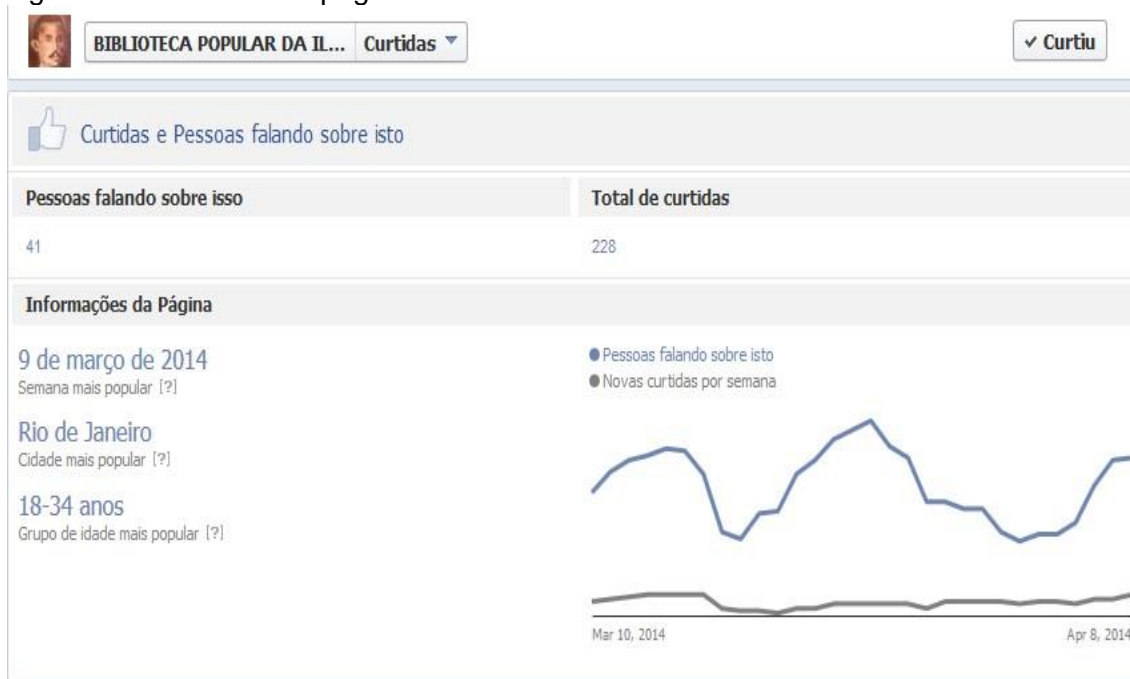 BIBLIOTECA POPULAR DA IL... Curtidas
Curtiu
Curtidas e Pessoas falando sobre isto
Pessoas falando sobre isso
Total de curtidas
41
228
Informações da Página
9 de março de 2014
Semana mais popular [?]
Rio de Janeiro
Cidade mais popular [?]
18-34 anos
Grupo de idade mais popular [?]
Pessoas falando sobre isto
Novas curtidas por semana
Mar 10, 2014
Apr 8, 2014